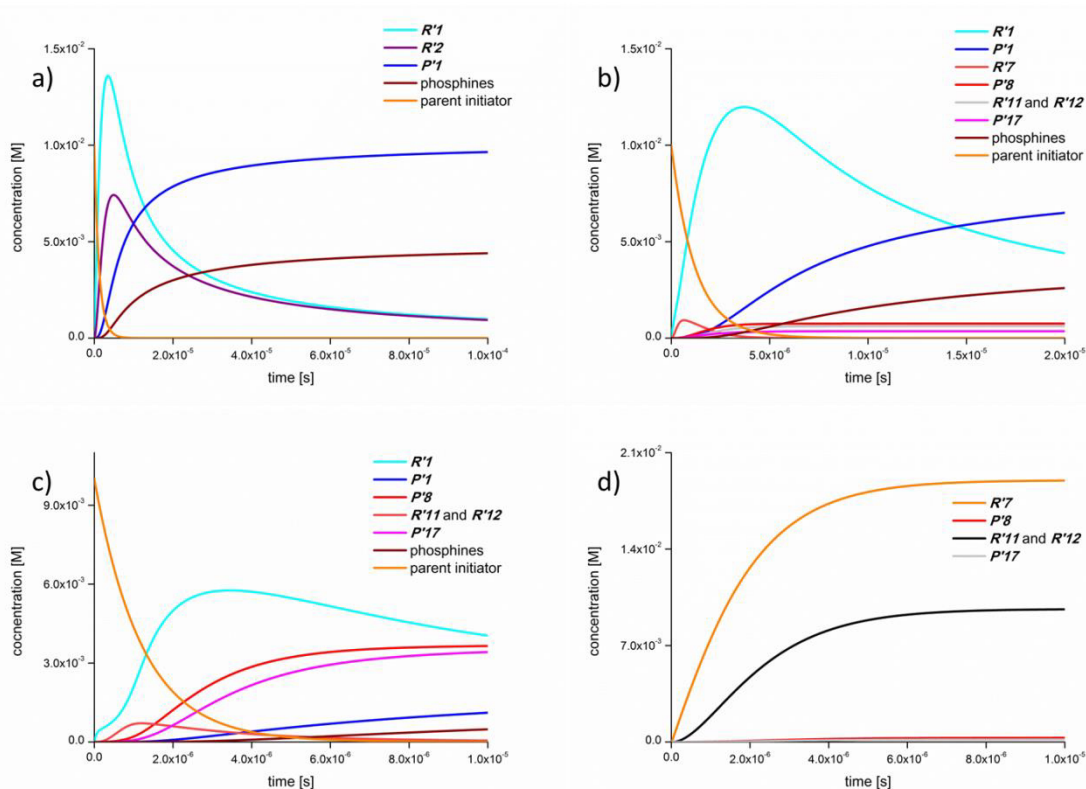 a)
R'1
R'2
P'1
phosphines
parent initiator
1.5x10⁻²
1.0x10⁻²
5.0x10⁻³
0.0
concentration [M]
0.0
2.0x10⁻⁵
4.0x10⁻⁵
6.0x10⁻⁵
8.0x10⁻⁵
1.0x10⁻⁴
time [s]
b)
R'1
P'1
R'7
P'8
R'11 and R'12
P'17
phosphines
parent initiator
1.5x10⁻²
1.0x10⁻²
5.0x10⁻³
0.0
concentration [M]
0.0
5.0x10⁻⁶
1.0x10⁻⁵
1.5x10⁻⁵
2.0x10⁻⁵
time [s]
c)
R'1
P'1
P'8
R'11 and R'12
P'17
phosphines
parent initiator
9.0x10⁻³
6.0x10⁻³
3.0x10⁻³
0.0
concentration [M]
0.0
2.0x10⁻⁶
4.0x10⁻⁶
6.0x10⁻⁶
8.0x10⁻⁶
1.0x10⁻⁵
time [s]
d)
R'7
P'8
R'11 and R'12
P'17
2.1x10⁻²
1.4x10⁻²
7.0x10⁻³
0.0
concentration [M]
0.0
2.0x10⁻⁶
4.0x10⁻⁶
6.0x10⁻⁶
8.0x10⁻⁶
1.0x10⁻⁵
time [s]